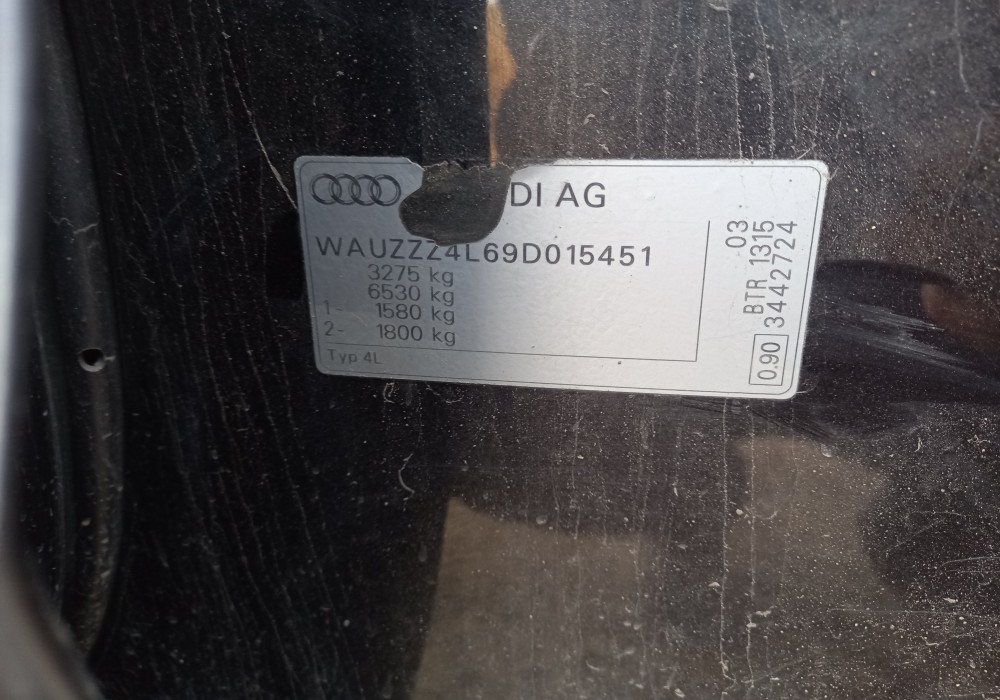 DI AG
WAUZZZ4L69D015451
3275 kg
6530 kg
1- 1580 kg
2- 1800 kg
Typ 4L
03
BTR 1315
3442724
0.90